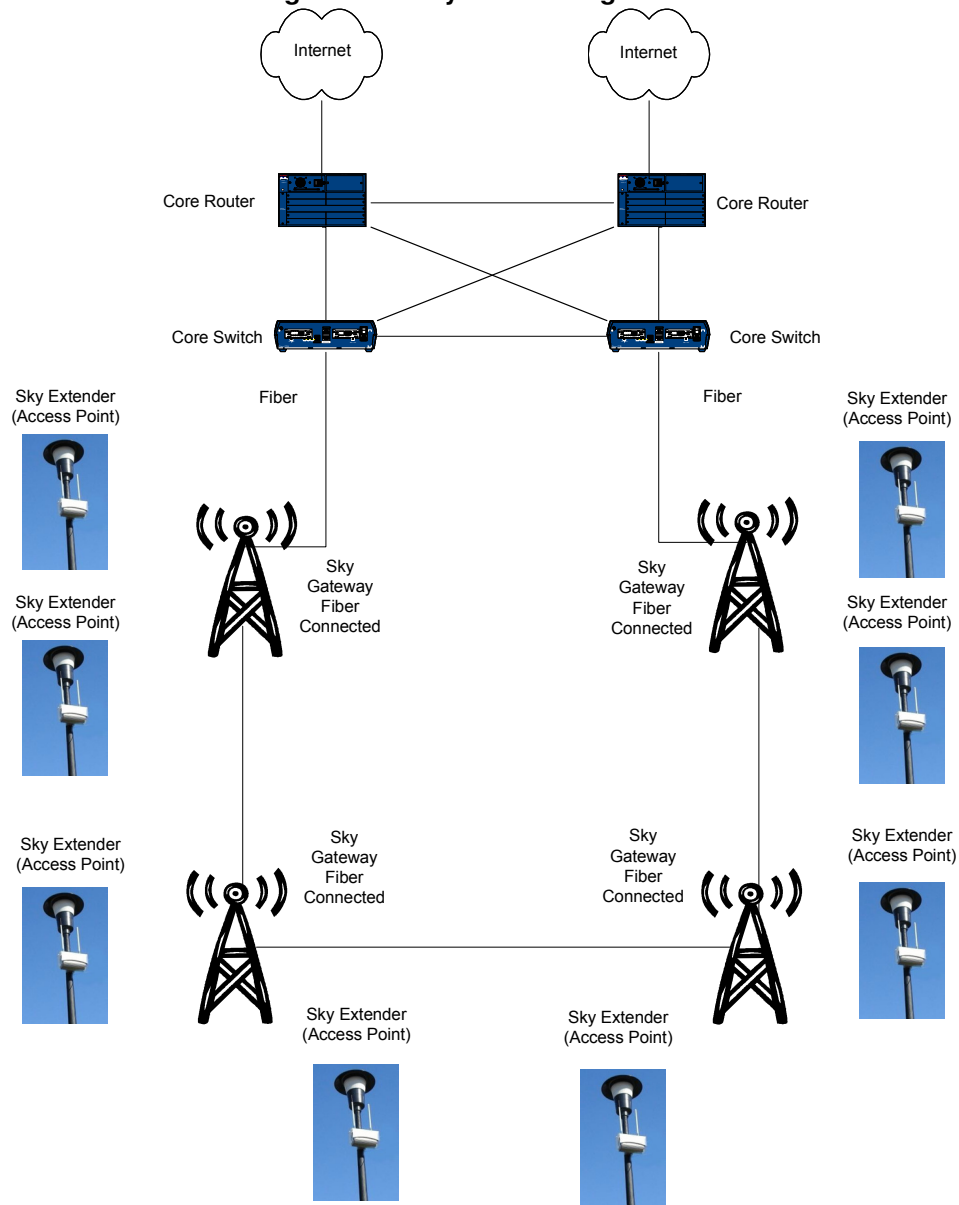 Internet
Internet
Core Router
Core Router
Core Switch
Core Switch
Fiber
Fiber
Sky Extender
(Access Point)
Sky Extender
(Access Point)
Sky
Gateway
Fiber
Connected
Sky
Gateway
Fiber
Connected
Sky Extender
(Access Point)
Sky Extender
(Access Point)
Sky Extender
(Access Point)
Sky
Gateway
Fiber
Connected
Sky
Gateway
Fiber
Connected
Sky Extender
(Access Point)
Sky Extender
(Access Point)
Sky Extender
(Access Point)